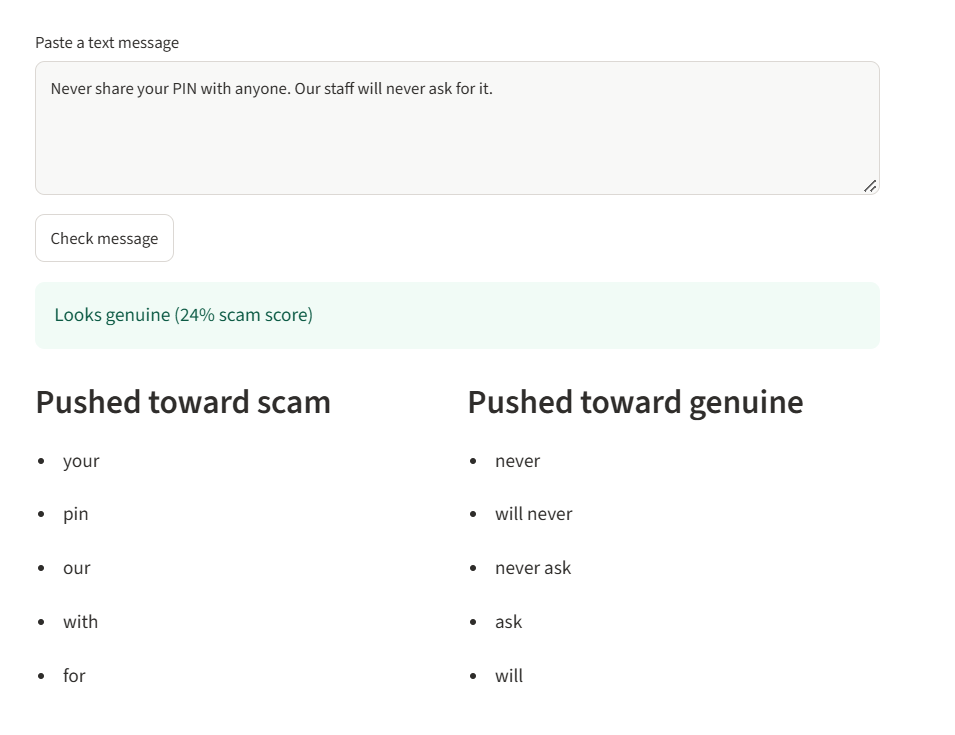 Paste a text message
Never share your PIN with anyone. Our staff will never ask for it.
Check message
Looks genuine (24% scam score)
Pushed toward scam
your
pin
our
with
for
Pushed toward genuine
never
will never
never ask
ask
will